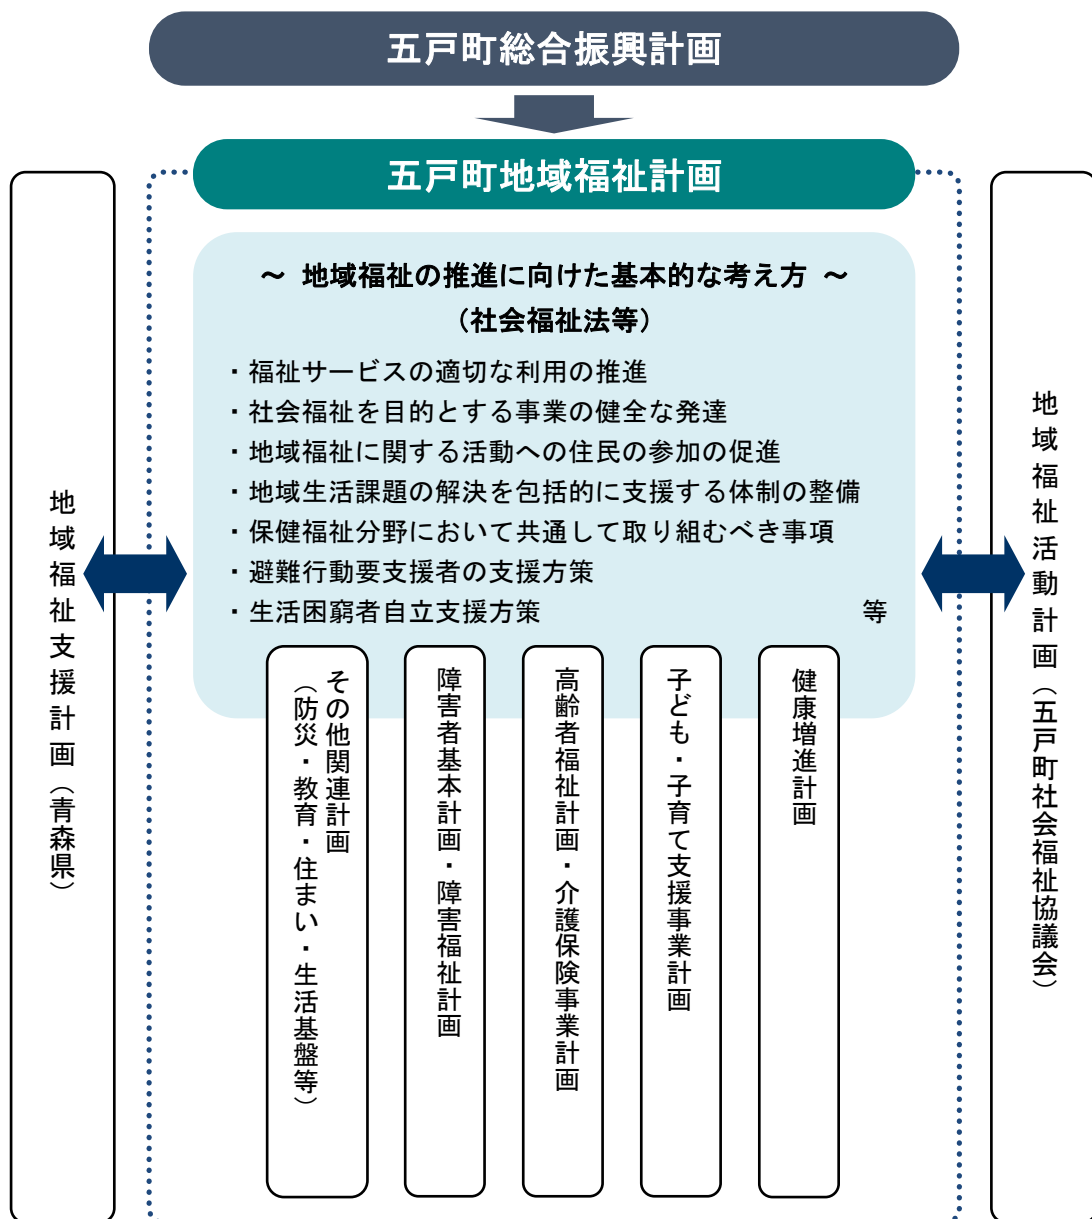 五戸町総合振興計画
五戸町地域福祉計画
～ 地域福祉の推進に向けた基本的な考え方 ～
（社会福祉法等）
・福祉サービスの適切な利用の推進
・社会福祉を目的とする事業の健全な発達
・地域福祉に関する活動への住民の参加の促進
・地域生活課題の解決を包括的に支援する体制の整備
・保健福祉分野において共通して取り組むべき事項
・避難行動要支援者の支援方策
・生活困窮者自立支援方策 等
地域福祉活動計画（五戸町社会福祉協議会）
健康増進計画
子ども・子育て支援事業計画
高齢者福祉計画・介護保険事業計画
障害者基本計画・障害福祉計画
その他関連計画
（防災・教育・住まい・生活基盤等）
地域福祉支援計画（青森県）